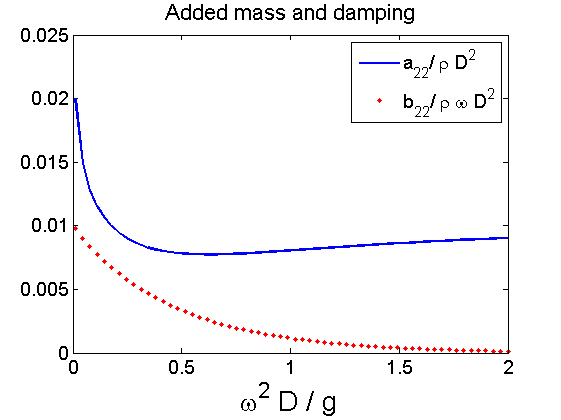 Added mass and damping
0.025
a22/ ρ D2
b22/ ρ ω D2
0.02
0.015
0.01
0.005
0
0 0.5 1 1.5 2
ω2 D / g